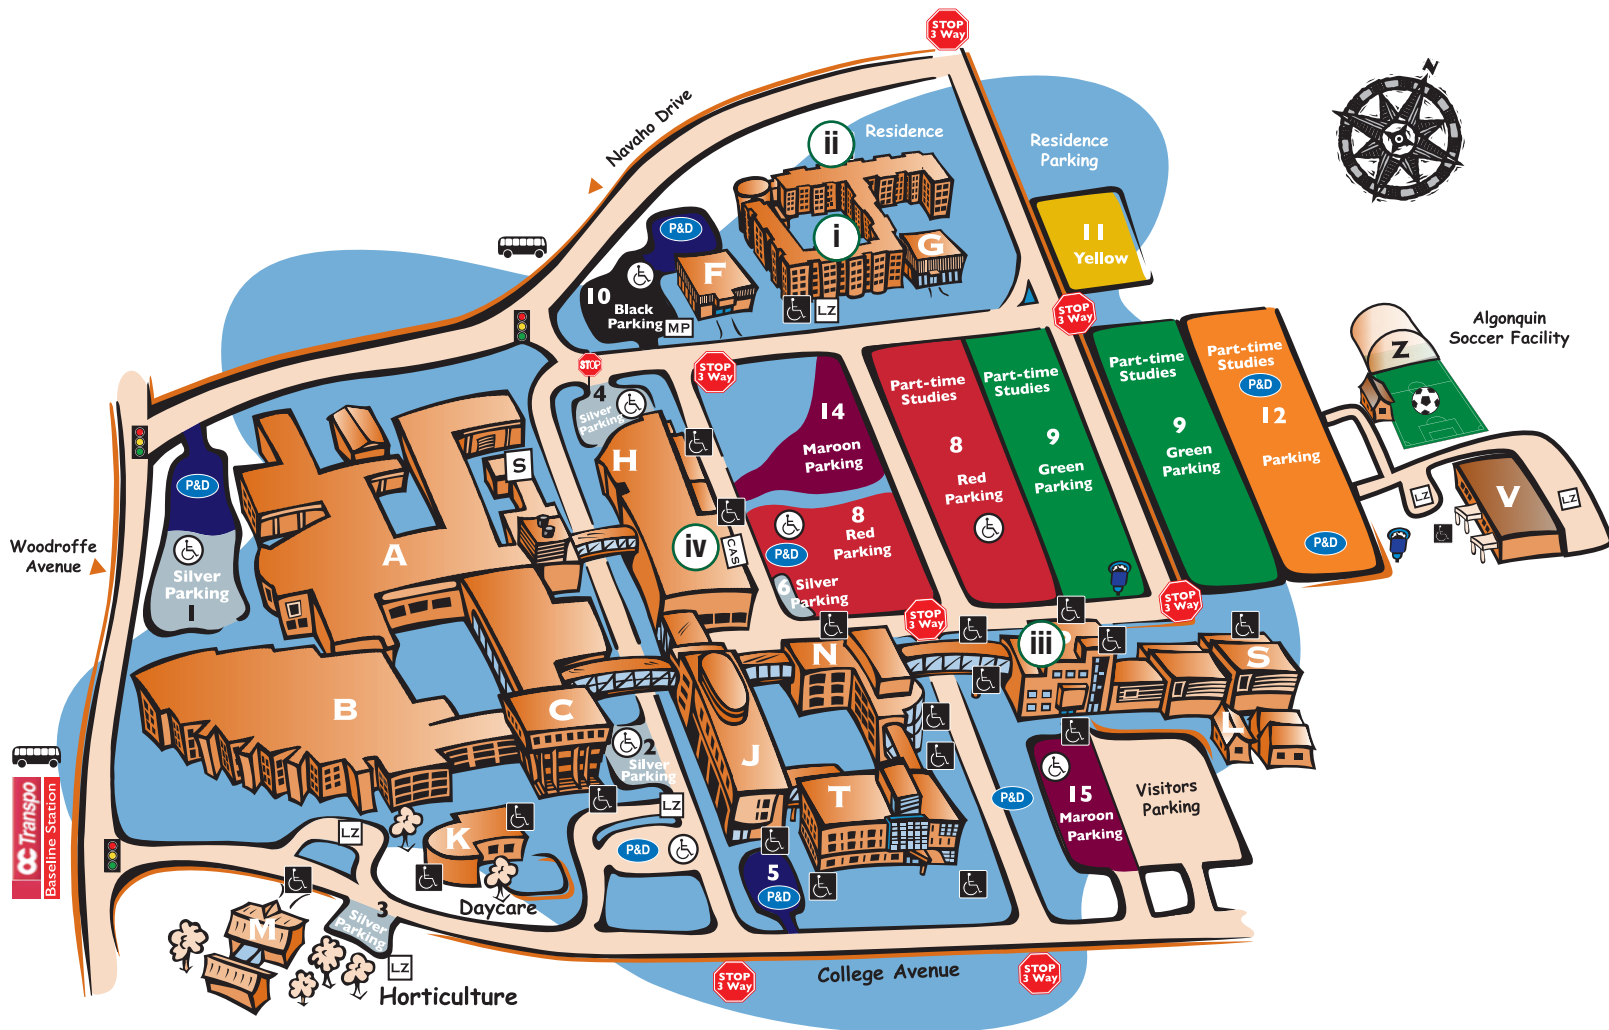 STOP
3 Way
N
Navaho Drive
ii
Residence
Residence
Parking
i
G
P&D
F
11
Yellow
10
Black
Parking
MP
LZ
STOP
3 Way
Algonquin
Soccer Facility
Z
STOP
STOP
3 Way
4
Silver
Parking
14
Maroon
Parking
Part-time
Studies
8
Red
Parking
Part-time
Studies
9
Green
Parking
Part-time
Studies
9
Green
Parking
Part-time
Studies
P&D
12
Parking
P&D
H
S
P&D
A
iv
CAS
8
Red
Parking
P&D
6 Silver
Parking
LZ
V
LZ
Woodroffe
Avenue
Silver
Parking
1
STOP
3 Way
STOP
3 Way
N
iii
S
L
B
C
2
Silver
Parking
J
T
P&D
15
Maroon
Parking
Visitors
Parking
OC Transpo
Baseline Station
LZ
LZ
K
P&D
5
P&D
Daycare
M
3
Silver
Parking
LZ
Horticulture
College Avenue
STOP
3 Way
STOP
3 Way